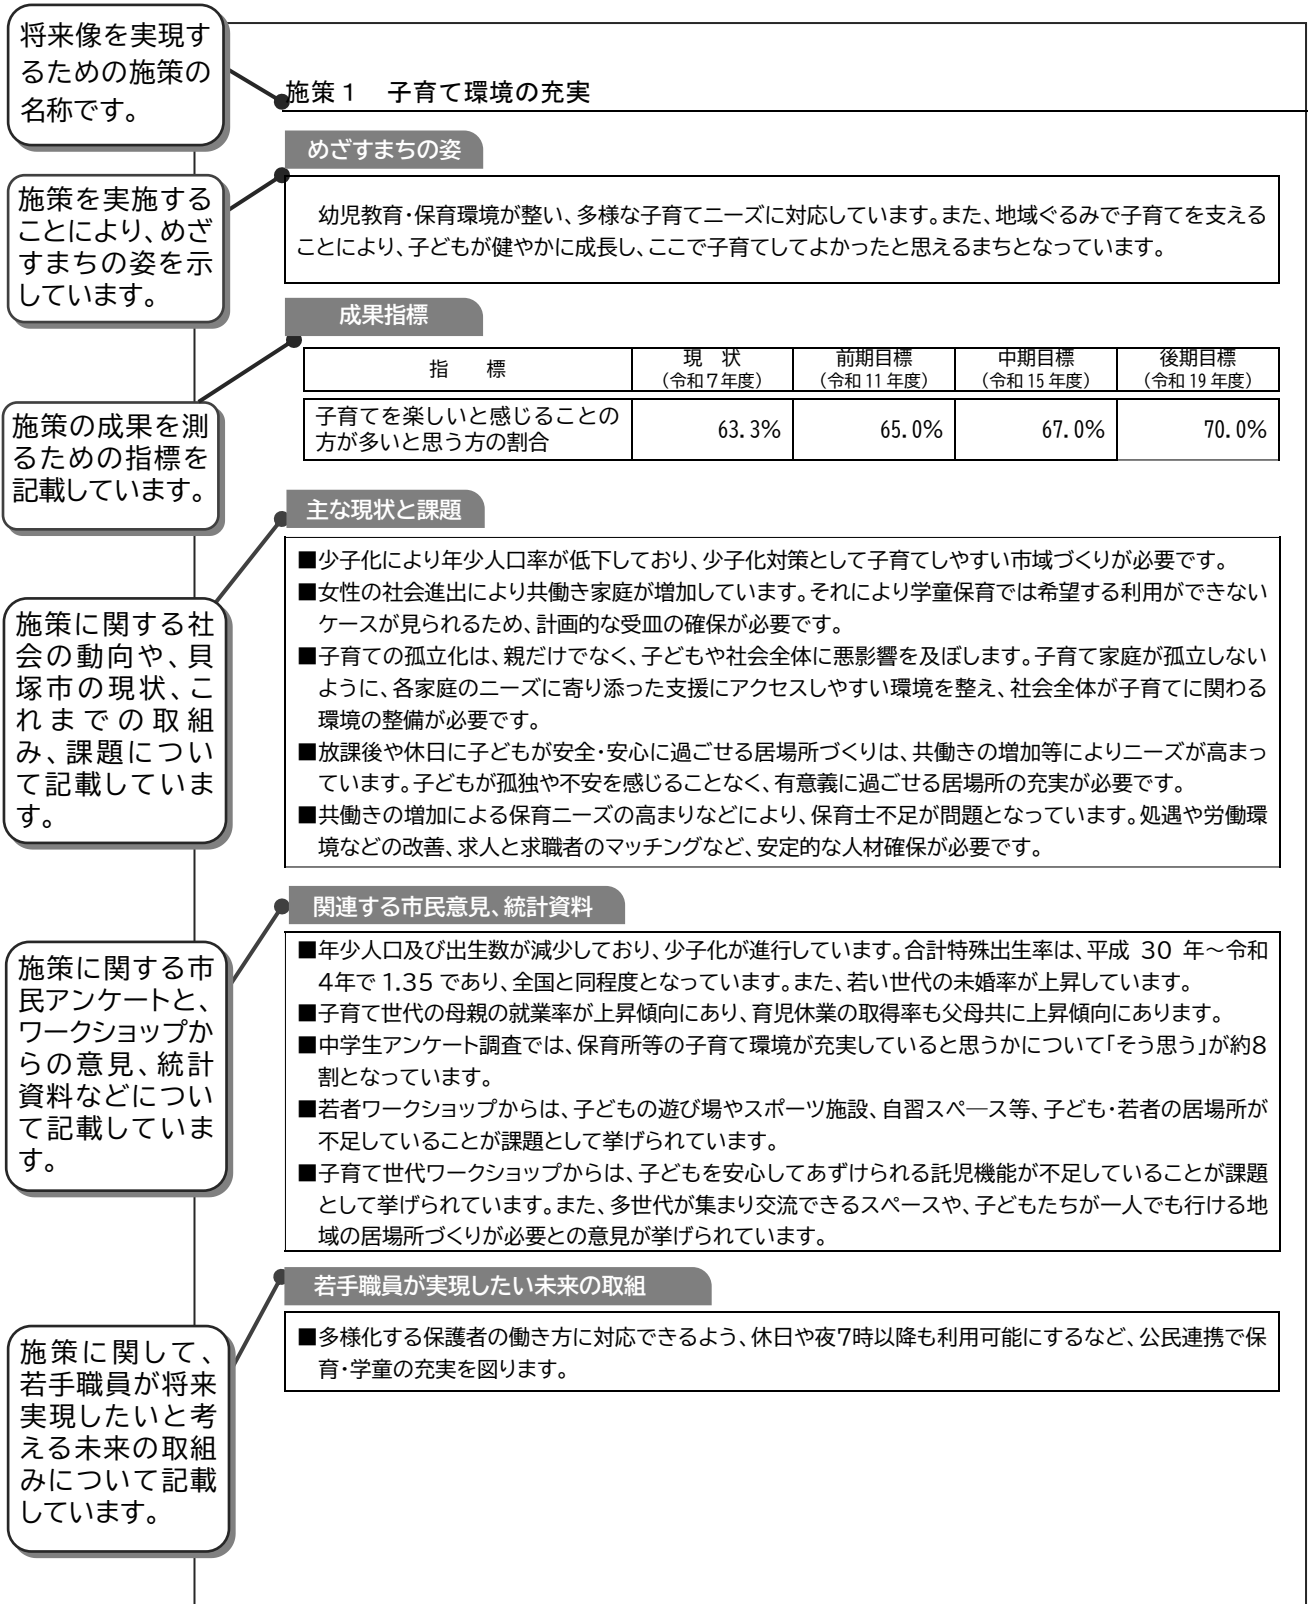 将来像を実現す
るための施策の
名称です。
施策１　子育て環境の充実
めざすまちの姿
施策を実施する
ことにより、めざ
すまちの姿を示
しています。
幼児教育・保育環境が整い、多様な子育てニーズに対応しています。また、地域ぐるみで子育てを支える
ことにより、子どもが健やかに成長し、ここで子育てしてよかったと思えるまちとなっています。
成果指標
施策の成果を測
るための指標を
記載しています。
指　標　現　状　前期目標　中期目標　後期目標
（令和７年度）　（令和11年度）　（令和15年度）　（令和19年度）
子育てを楽しいと感じることの
方が多いと思う方の割合　63.3%　65.0%　67.0%　70.0%
主な現状と課題
施策に関する社
会の動向や、貝
塚市の現状、こ
れまでの取組
み、課題につい
て記載していま
す。
■少子化により年少人口率が低下しており、少子化対策として子育てしやすい市域づくりが必要です。
■女性の社会進出により共働き家庭が増加しています。それにより学童保育では希望する利用ができない
ケースが見られるため、計画的な受皿の確保が必要です。
■子育ての孤立化は、親だけでなく、子どもや社会全体に悪影響を及ぼします。子育て家庭が孤立しない
ように、各家庭のニーズに寄り添った支援にアクセスしやすい環境を整え、社会全体が子育てに関わる
環境の整備が必要です。
■放課後や休日に子どもが安全・安心に過ごせる居場所づくりは、共働きの増加等によりニーズが高まっ
ています。子どもが孤独や不安を感じることなく、有意義に過ごせる居場所の充実が必要です。
■共働きの増加による保育ニーズの高まりなどにより、保育士不足が問題となっています。処遇や労働環
境などの改善、求人と求職者のマッチングなど、安定的な人材確保が必要です。
関連する市民意見、統計資料
施策に関する市
民アンケートと、
ワークショップか
らの意見、統計
資料などについ
て記載していま
す。
■年少人口及び出生数が減少しており、少子化が進行しています。合計特殊出生率は、平成 30 年～令和
4年で 1.35 であり、全国と同程度となっています。また、若い世代の未婚率が上昇しています。
■子育て世代の母親の就業率が上昇傾向にあり、育児休業の取得率も父母共に上昇傾向にあります。
■中学生アンケート調査では、保育所等の子育て環境が充実していると思うかについて「そう思う」が約8
割となっています。
■若者ワークショップからは、子どもの遊び場やスポーツ施設、自習スペ―ス等、子ども・若者の居場所が
不足していることが課題として挙げられています。
■子育て世代ワークショップからは、子どもを安心してあずけられる託児機能が不足していることが課題
として挙げられています。また、多世代が集まり交流できるスペースや、子どもたちが一人でも行ける地
域の居場所づくりが必要との意見が挙げられています。
若手職員が実現したい未来の取組
施策に関して、
若手職員が将来
実現したいと考
える未来の取組
みについて記載
しています。
■多様化する保護者の働き方に対応できるよう、休日や夜7時以降も利用可能にするなど、公民連携で保
育・学童の充実を図ります。